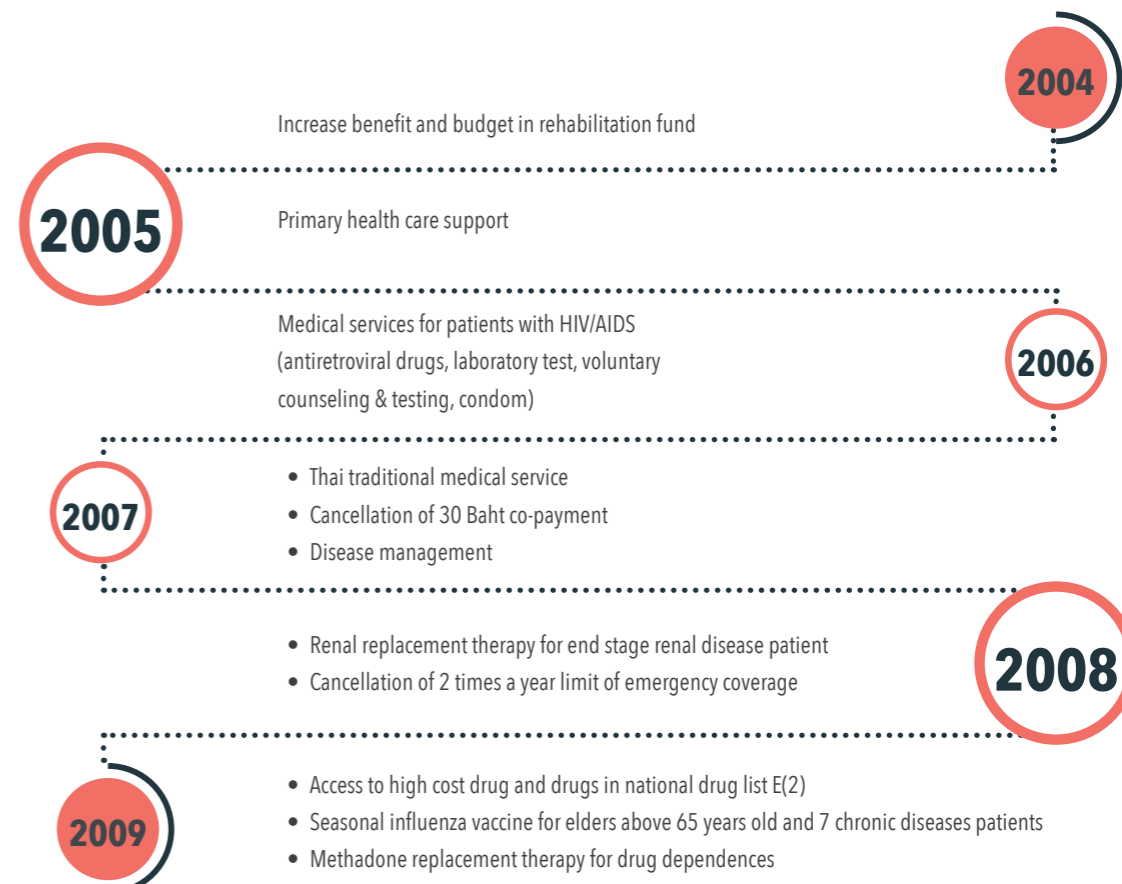 2004
Increase benefit and budget in rehabilitation fund
2005
Primary health care support
Medical services for patients with HIV/AIDS
(antiretroviral drugs, laboratory test, voluntary
counseling & testing, condom)
2006
2007
• Thai traditional medical service
• Cancellation of 30 Baht co-payment
• Disease management
• Renal replacement therapy for end stage renal disease patient
• Cancellation of 2 times a year limit of emergency coverage
2008
2009
• Access to high cost drug and drugs in national drug list E(2)
• Seasonal influenza vaccine for elders above 65 years old and 7 chronic diseases patients
• Methadone replacement therapy for drug dependences